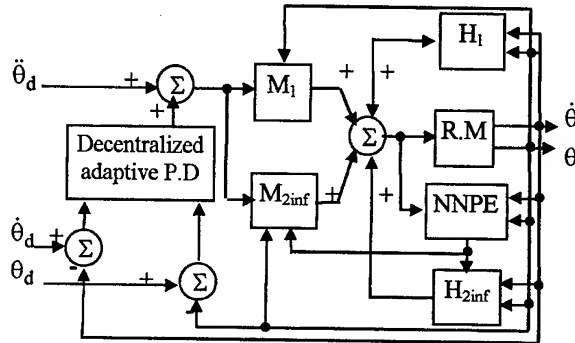 θ̈d
+
Σ
+
M1
+
+
H1
Σ
R.M
θ̇
θ
Decentralized
adaptive P.D
M2inf
+
+
NNPE
θ̇d
+
Σ
-
θd
+
Σ
-
H2inf